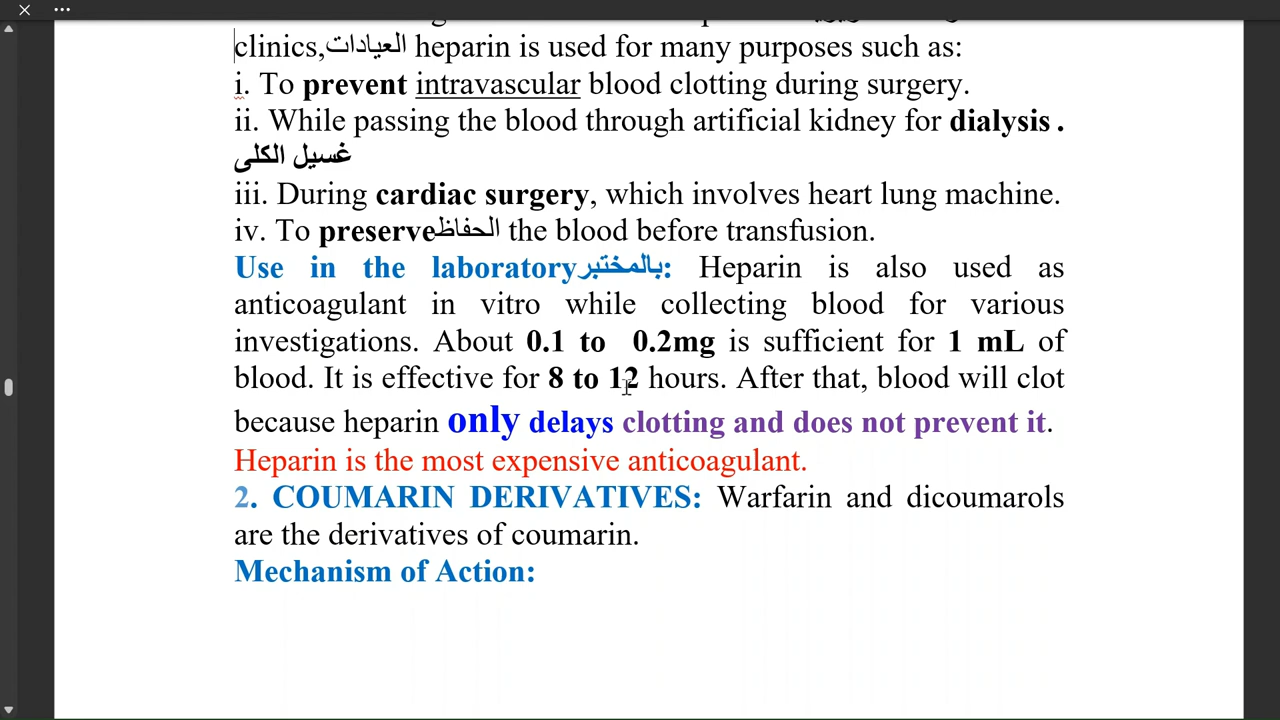 clinics,العيادات heparin is used for many purposes such as:
i. To prevent intravascular blood clotting during surgery.
ii. While passing the blood through artificial kidney for dialysis .
غسيل الكلى
iii. During cardiac surgery, which involves heart lung machine.
iv. To preserveالحفاظ the blood before transfusion.
Use in the laboratoryبالمختبر: Heparin is also used as
anticoagulant in vitro while collecting blood for various
investigations. About 0.1 to 0.2mg is sufficient for 1 mL of
blood. It is effective for 8 to 12 hours. After that, blood will clot
because heparin only delays clotting and does not prevent it.
Heparin is the most expensive anticoagulant.
2. COUMARIN DERIVATIVES: Warfarin and dicoumarols
are the derivatives of coumarin.
Mechanism of Action: